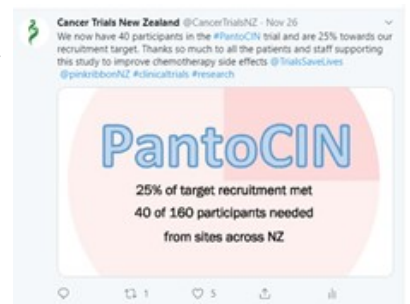 Cancer Trials New Zealand @CancerTrialsNZ · Nov 26
We now have 40 participants in the #PantoCIN trial and are 25% towards our
recruitment target. Thanks so much to all the patients and staff supporting
this study to improve chemotherapy side effects @TrialsSaveLives
@pinkribbonNZ #clinicaltrials #research
PantoCIN
25% of target recruitment met
40 of 160 participants needed
from sites across NZ
1 5